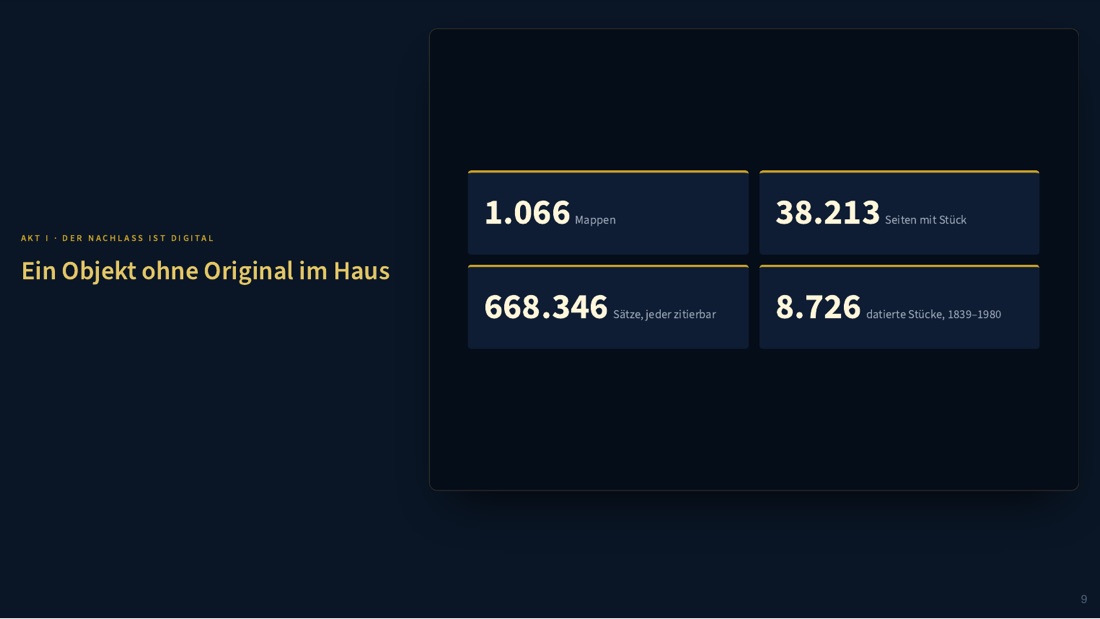 AKT I · DER NACHLASS IST DIGITAL
Ein Objekt ohne Original im Haus
1.066 Mappen
38.213 Seiten mit Stück
668.346 Sätze, jeder zitierbar
8.726 datierte Stücke, 1839–1980
9